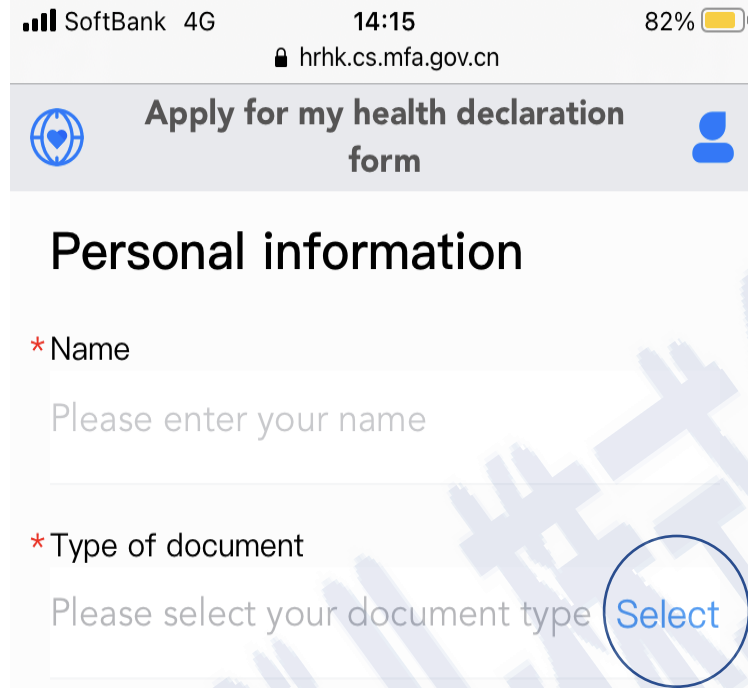 SoftBank 4G 14:15 82%
hrhk.cs.mfa.gov.cn
Apply for my health declaration
form
Personal information
*Name
Please enter your name
*Type of document
Please select your document type Select